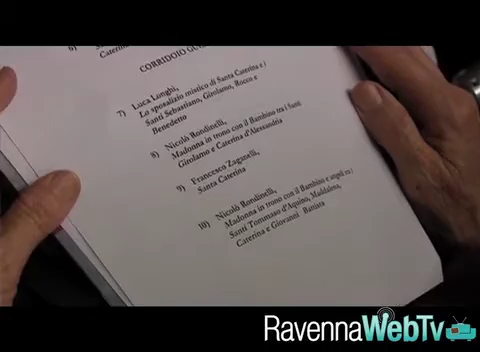 6)
Caterina
CORRIDOIO
7) Luca Longhi,
Lo sposalizio mistico di Santa Caterina e i
Santi Sebastiano, Girolamo, Rocco e
Benedetto
8) Nicolò Rondinelli,
Madonna in trono con il Bambino tra i Santi
Girolamo e Caterina d'Alessandria
9) Francesco Zaganelli,
Santa Caterina
10) Nicolò Rondinelli,
Madonna in trono con il Bambino e angeli tra i
Santi Tommaso d'Aquino, Maddalena,
Caterina e Giovanni Battista
RavennaWebTv